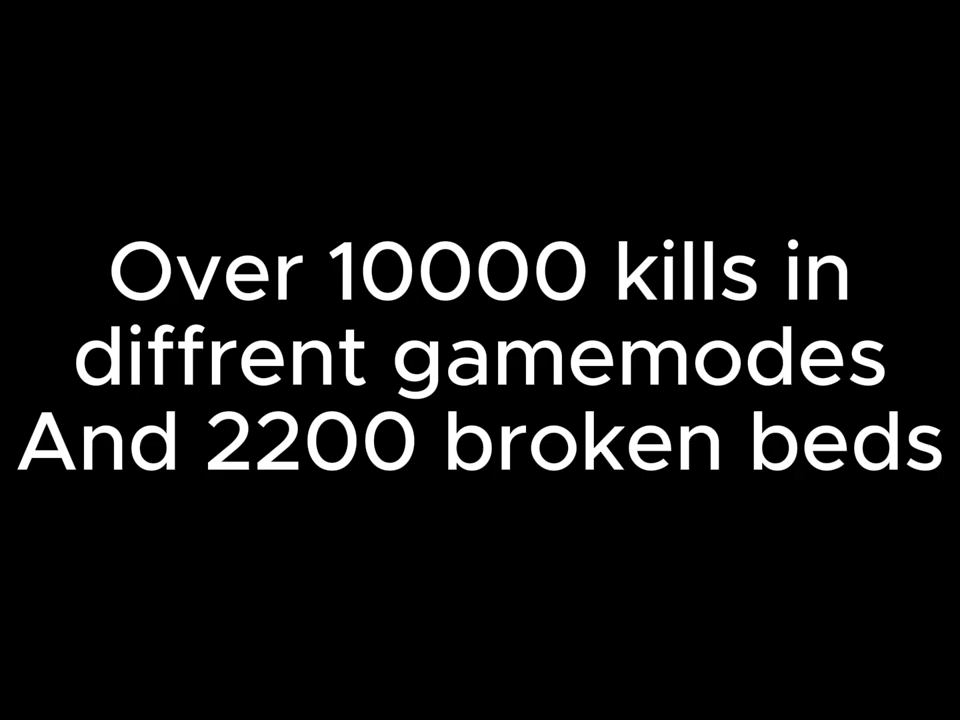 Over 10000 kills in
diffrent gamemodes
And 2200 broken beds